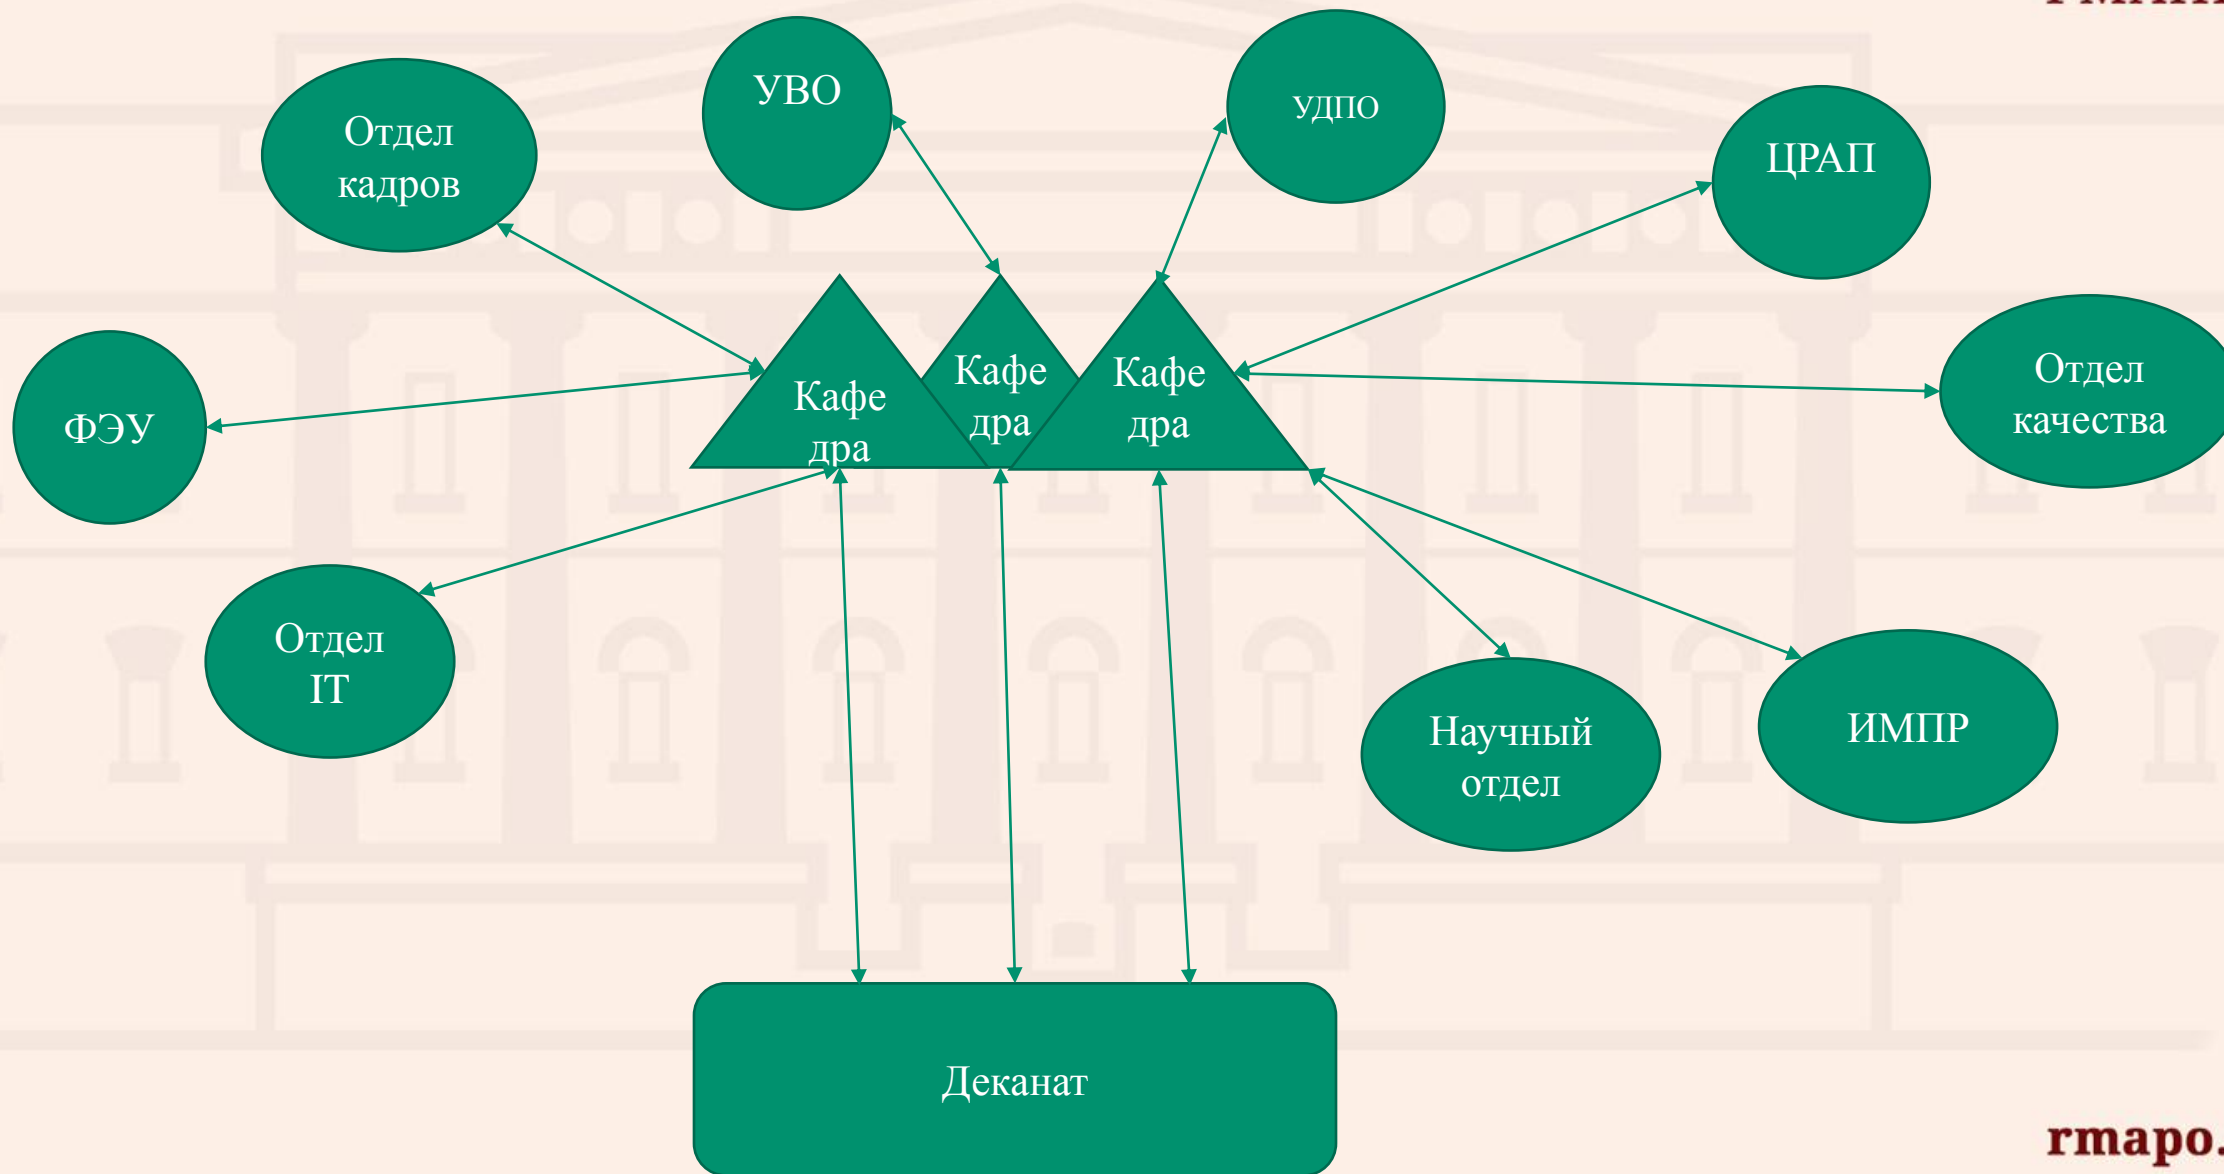 УВО
УДПО
Отдел
кадров
ЦРАП
Кафе
дра
Кафе
дра
Кафе
дра
Отдел
качества
ФЭУ
Отдел
IT
Научный
отдел
ИМПР
Деканат
rmapo.